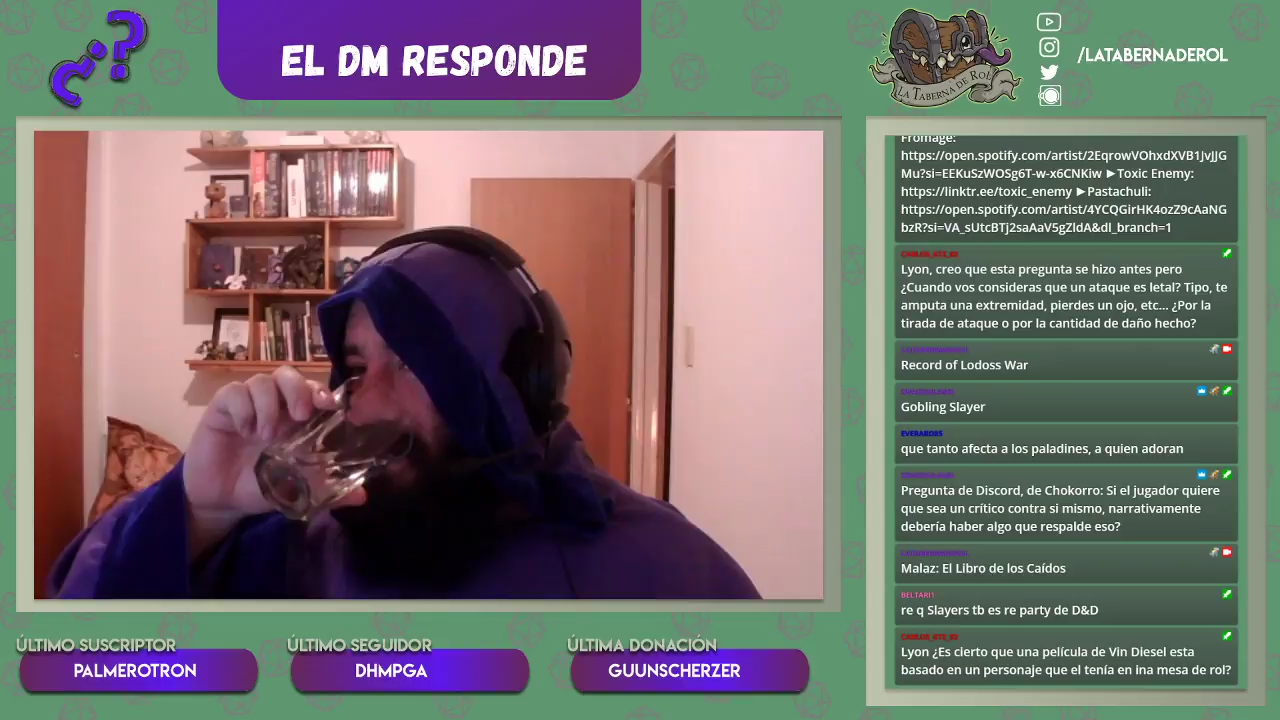 ¿?
EL DM RESPONDE
LA TABERNA DE ROL
/LATABERNADEROL
Fromage:
https://open.spotify.com/artist/2EqrowVOhxdXVB1JvJJG
Mu?si=EEKuSzWOSg6T-w-x6CNKiw ►Toxic Enemy:
https://linktr.ee/toxic_enemy ►Pastachuli:
https://open.spotify.com/artist/4YCQGirHK4ozZ9cAaNG
bzR?si=VA_sUtcBTj2saAaV5gZldA&dl_branch=1
Lyon, creo que esta pregunta se hizo antes pero
¿Cuando vos consideras que un ataque es letal? Tipo, te
amputa una extremidad, pierdes un ojo, etc... ¿Por la
tirada de ataque o por la cantidad de daño hecho?
Record of Lodoss War
Gobling Slayer
EVERARDRS
que tanto afecta a los paladines, a quien adoran
Pregunta de Discord, de Chokorro: Si el jugador quiere
que sea un crítico contra si mismo, narrativamente
debería haber algo que respalde eso?
Malaz: El Libro de los Caídos
BELTARI1
re q Slayers tb es re party de D&D
Lyon ¿Es cierto que una película de Vin Diesel esta
basado en un personaje que el tenía en ina mesa de rol?
ÚLTIMO SUSCRIPTOR
PALMEROTRON
ÚLTIMO SEGUIDOR
DHMPGA
ÚLTIMA DONACIÓN
GUUNSCHERZER